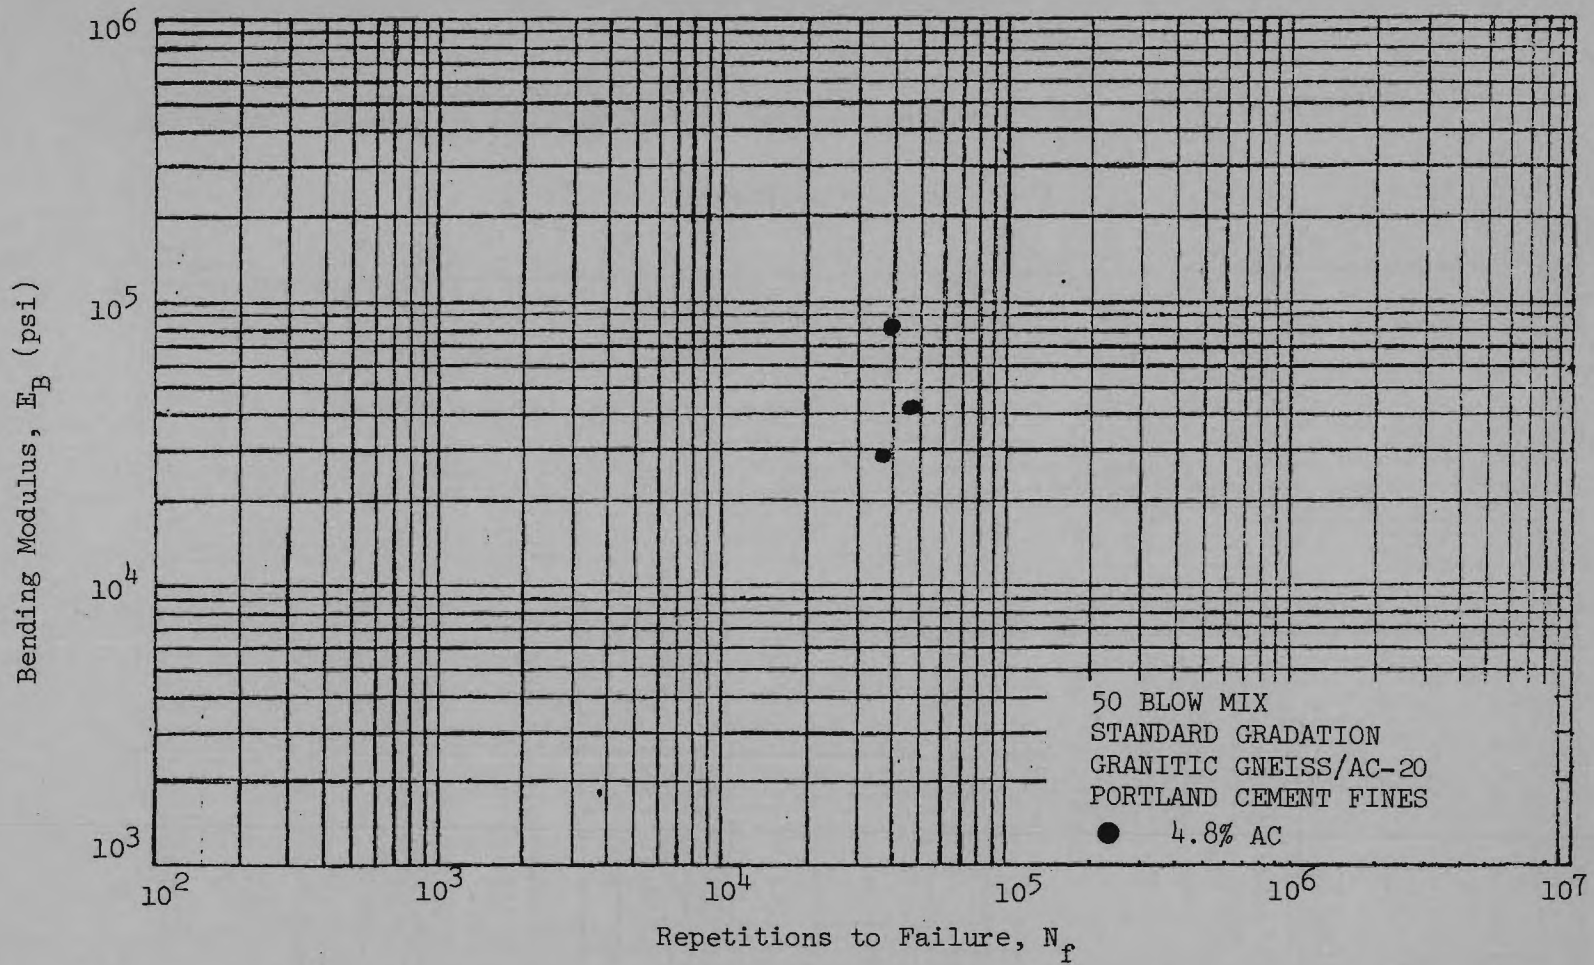 10^6
10^5
10^4
10^3
Bending Modulus, E_B (psi)
50 BLOW MIX
STANDARD GRADATION
GRANITIC GNEISS/AC-20
PORTLAND CEMENT FINES
● 4.8% AC
10^2 10^3 10^4 10^5 10^6 10^7
Repetitions to Failure, N_f